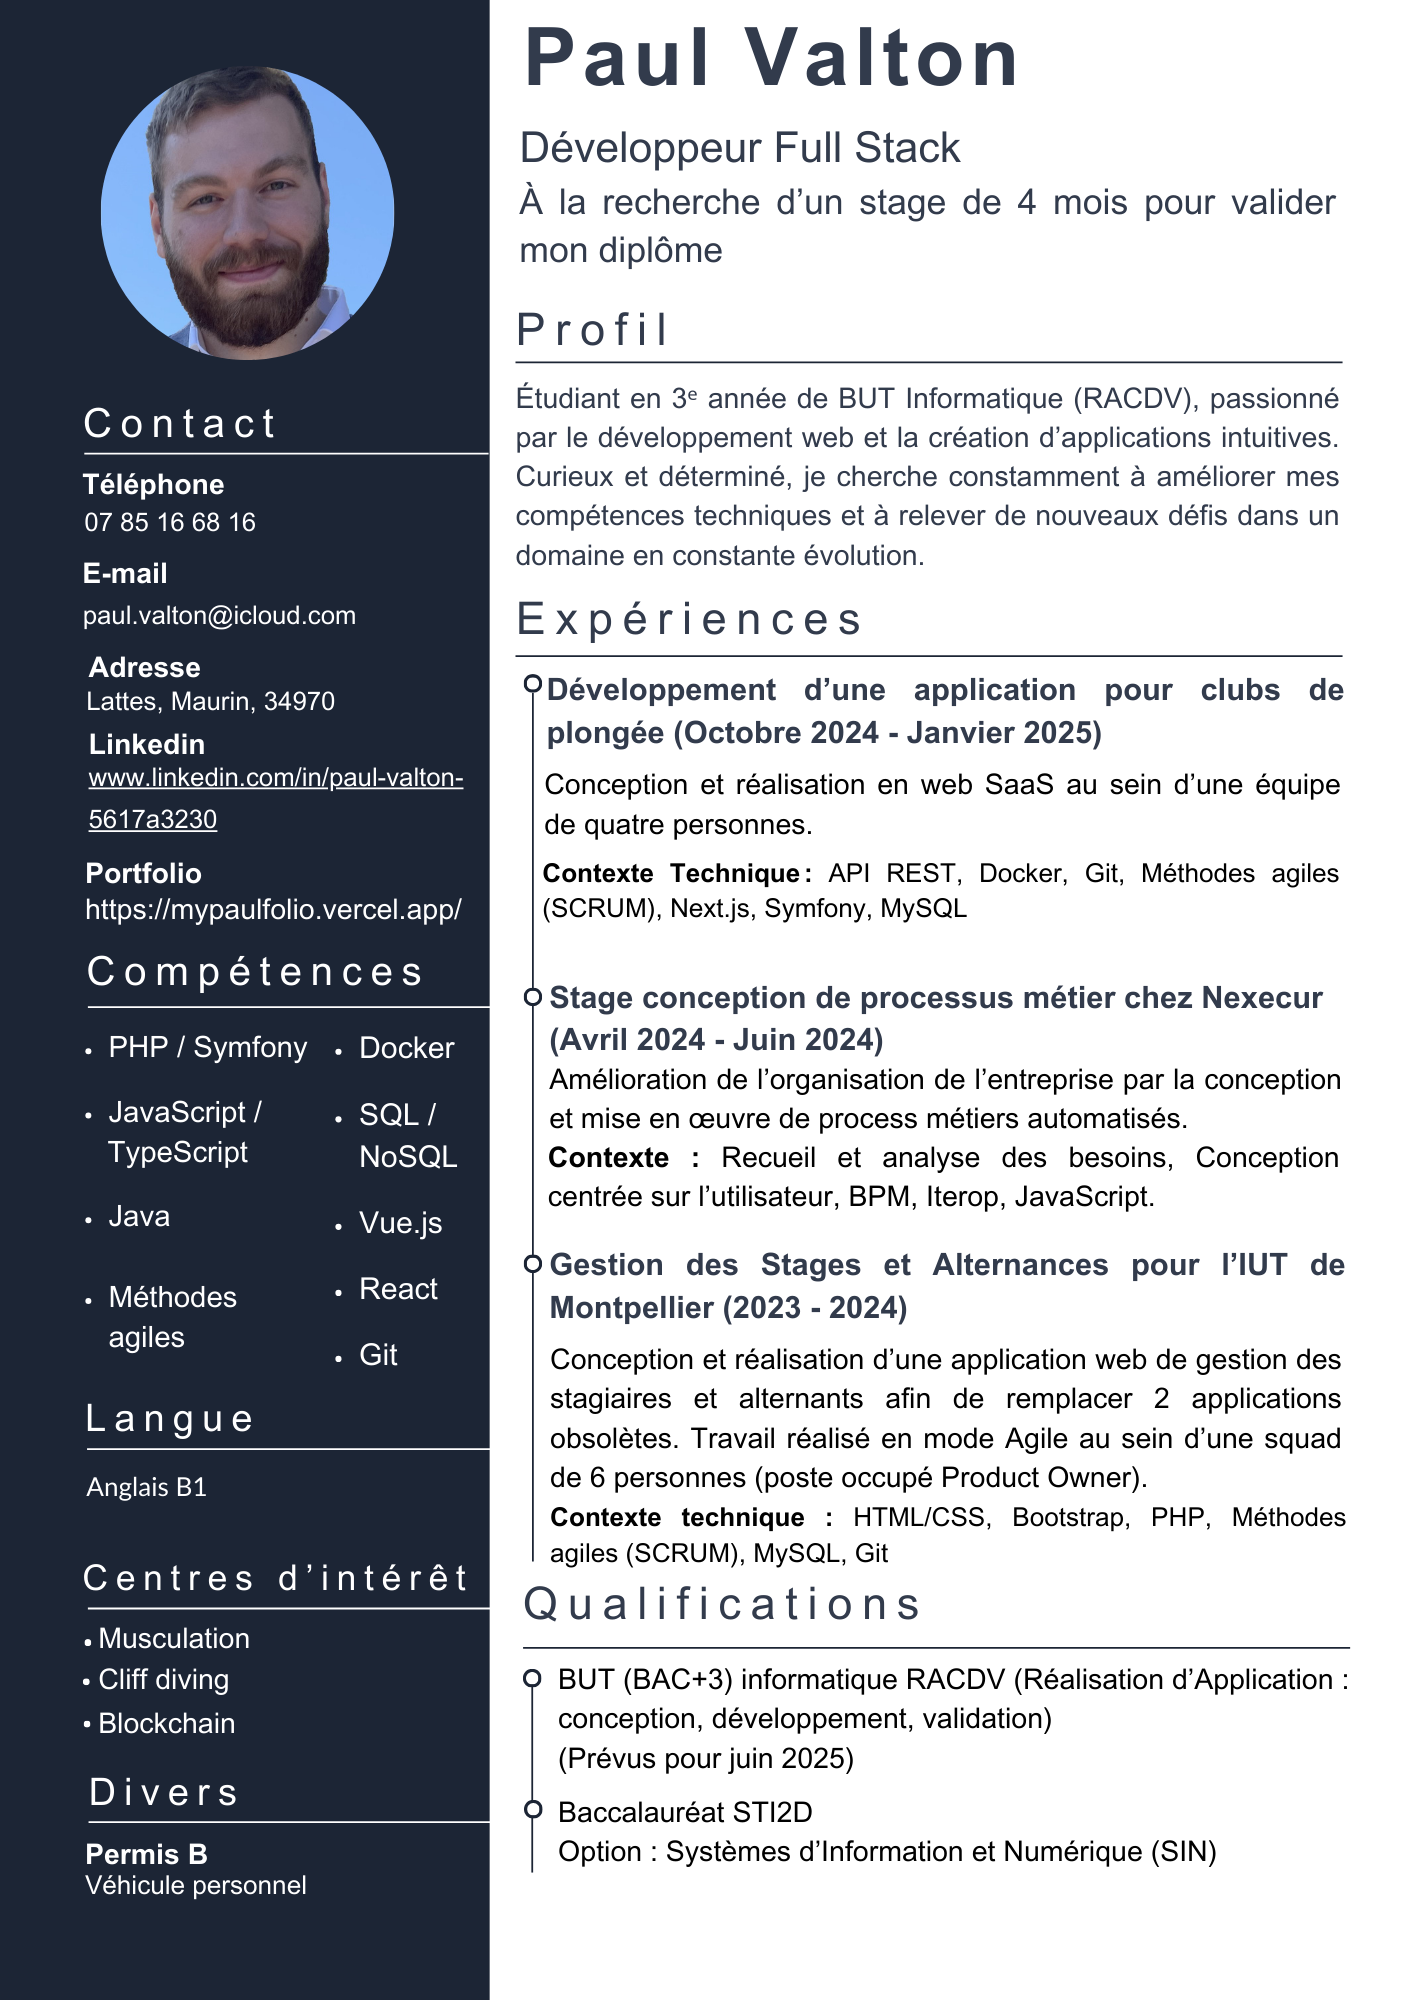 Paul Valton
Développeur Full Stack
À la recherche d’un stage de 4 mois pour valider
mon diplôme
Contact
Téléphone
07 85 16 68 16
E-mail
paul.valton@icloud.com
Adresse
Lattes, Maurin, 34970
Linkedin
www.linkedin.com/in/paul-valton-
5617a3230
Portfolio
https://mypaulfolio.vercel.app/
Compétences
• PHP / Symfony
• JavaScript /
TypeScript
• Java
• Méthodes
agiles
• Docker
• SQL /
NoSQL
• Vue.js
• React
• Git
Langue
Anglais B1
Centres d’intérêt
• Musculation
• Cliff diving
• Blockchain
Divers
Permis B
Véhicule personnel
Profil
Étudiant en 3ᵉ année de BUT Informatique (RACDV), passionné
par le développement web et la création d’applications intuitives.
Curieux et déterminé, je cherche constamment à améliorer mes
compétences techniques et à relever de nouveaux défis dans un
domaine en constante évolution.
Expériences
Développement d’une application pour clubs de
plongée (Octobre 2024 - Janvier 2025)
Conception et réalisation en web SaaS au sein d’une équipe
de quatre personnes.
Contexte Technique : API REST, Docker, Git, Méthodes agiles
(SCRUM), Next.js, Symfony, MySQL
Stage conception de processus métier chez Nexecur
(Avril 2024 - Juin 2024)
Amélioration de l’organisation de l’entreprise par la conception
et mise en œuvre de process métiers automatisés.
Contexte : Recueil et analyse des besoins, Conception
centrée sur l’utilisateur, BPM, Iterop, JavaScript.
Gestion des Stages et Alternances pour l’IUT de
Montpellier (2023 - 2024)
Conception et réalisation d’une application web de gestion des
stagiaires et alternants afin de remplacer 2 applications
obsolètes. Travail réalisé en mode Agile au sein d’une squad
de 6 personnes (poste occupé Product Owner).
Contexte technique : HTML/CSS, Bootstrap, PHP, Méthodes
agiles (SCRUM), MySQL, Git
Qualifications
BUT (BAC+3) informatique RACDV (Réalisation d’Application :
conception, développement, validation)
(Prévus pour juin 2025)
Baccalauréat STI2D
Option : Systèmes d’Information et Numérique (SIN)